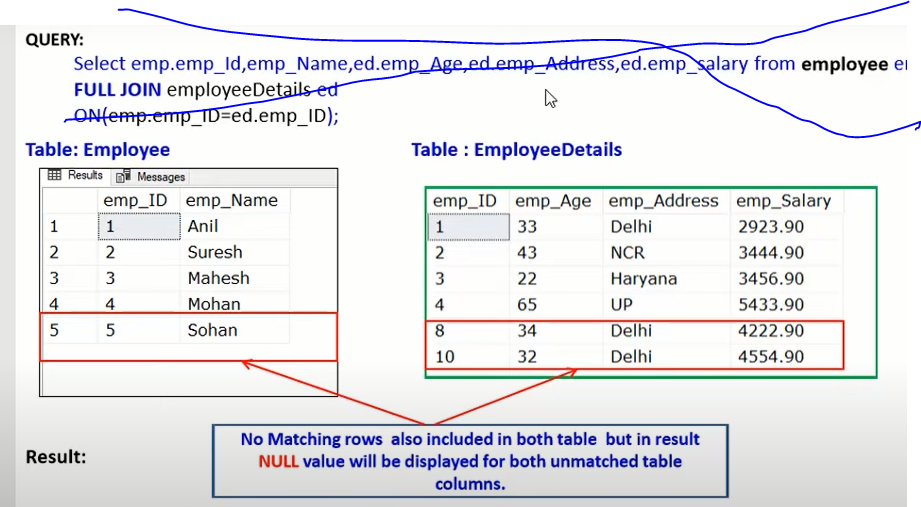 QUERY:
Select emp.emp_Id,emp_Name,ed.emp_Age,ed.emp_Address,ed.emp_salary from employee
FULL JOIN employeeDetails ed
ON(emp.emp_ID=ed.emp_ID);
Table: Employee
Table : EmployeeDetails
Results Messages
emp_ID emp_Name
1 1 Anil
2 2 Suresh
3 3 Mahesh
4 4 Mohan
5 5 Sohan
emp_ID emp_Age emp_Address emp_Salary
1 33 Delhi 2923.90
2 43 NCR 3444.90
3 22 Haryana 3456.90
4 65 UP 5433.90
8 34 Delhi 4222.90
10 32 Delhi 4554.90
No Matching rows also included in both table but in result
NULL value will be displayed for both unmatched table
columns.
Result: